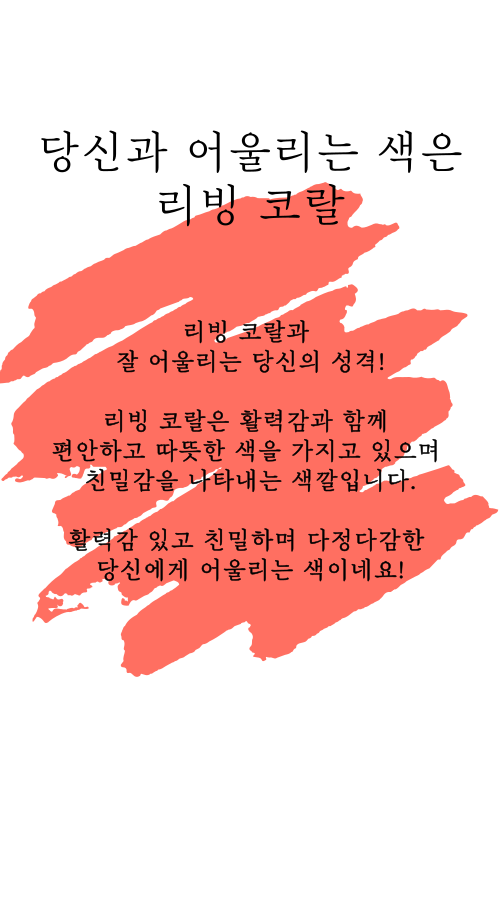 당신과 어울리는 색은
리빙 코랄
리빙 코랄과
잘 어울리는 당신의 성격!
리빙 코랄은 활력감과 함께
편안하고 따뜻한 색을 가지고 있으며
친밀감을 나타내는 색깔입니다.
활력감 있고 친밀하며 다정다감한
당신에게 어울리는 색이네요!